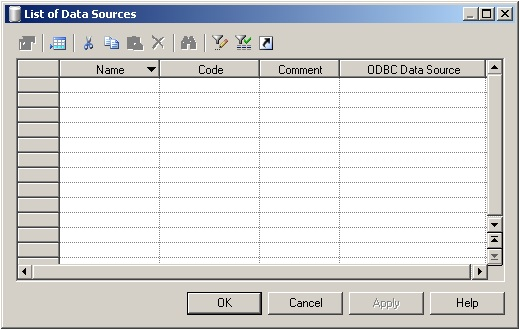 List of Data Sources
Name Code Comment ODBC Data Source
OK Cancel Apply Help